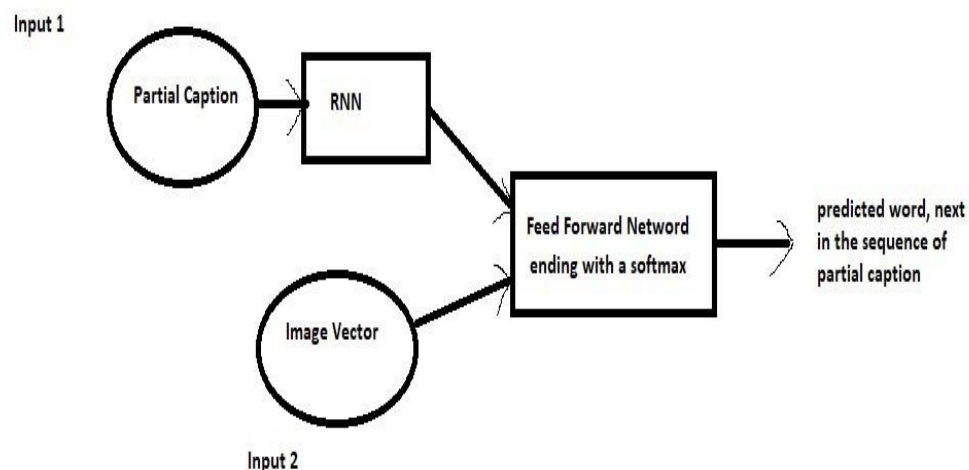 Input 1
Partial Caption
RNN
Feed Forward Netword
ending with a softmax
predicted word, next
in the sequence of
partial caption
Image Vector
Input 2